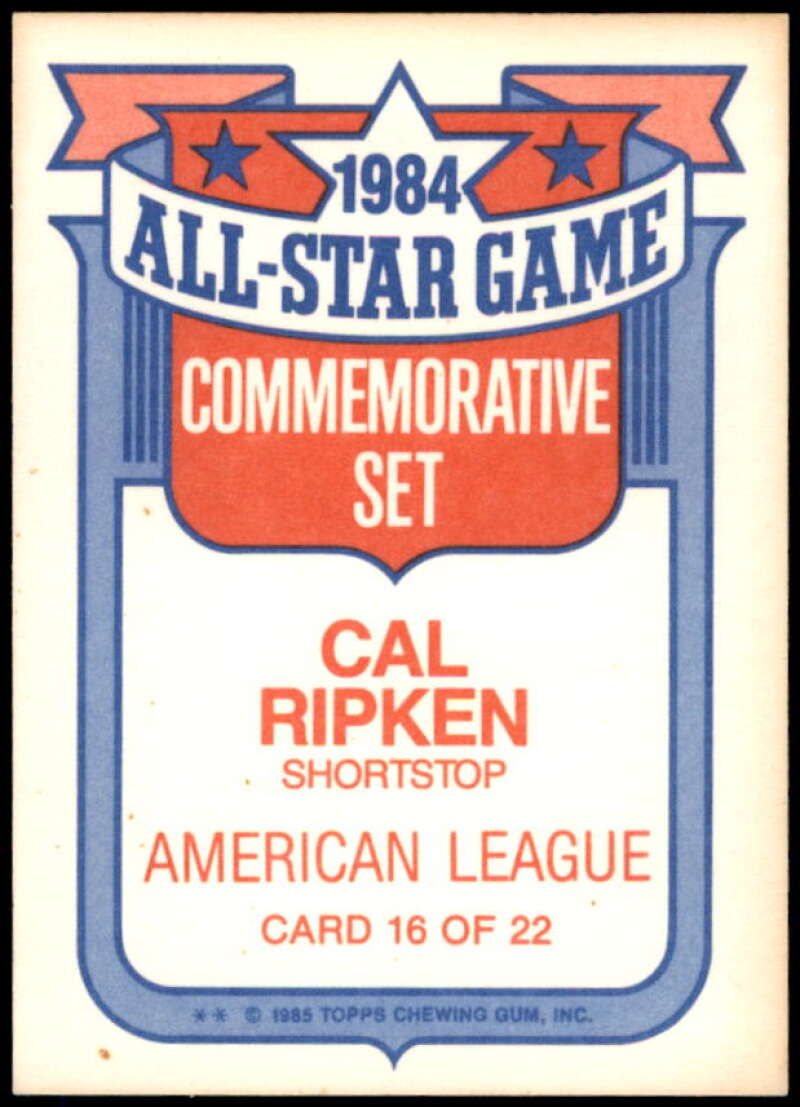 1984
ALL-STAR GAME
COMMEMORATIVE
SET
CAL
RIPKEN
SHORTSTOP
AMERICAN LEAGUE
CARD 16 OF 22
** © 1985 TOPPS CHEWING GUM, INC.